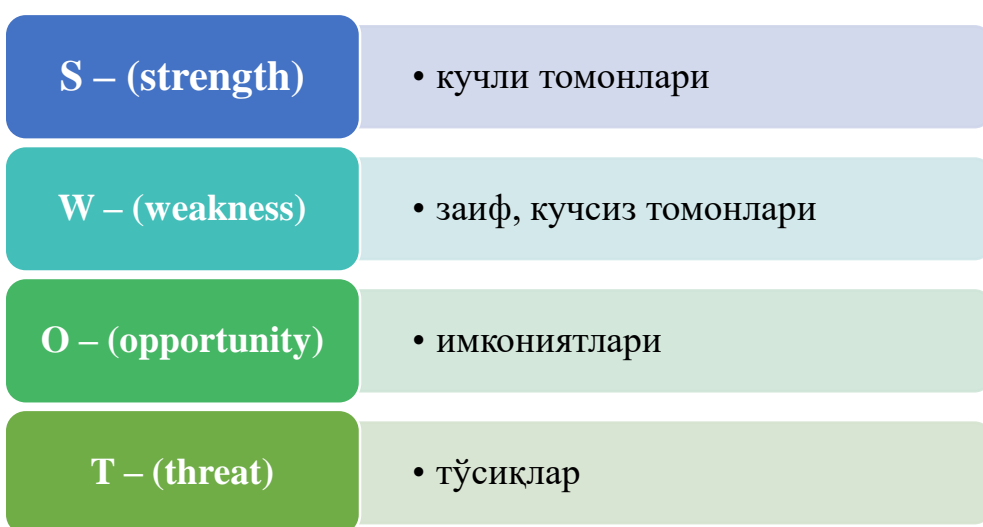 S – (strength)
• кучли томонлари
W – (weakness)
• заиф, кучсиз томонлари
O – (opportunity)
• имкониятлари
T – (threat)
• тўсиқлар